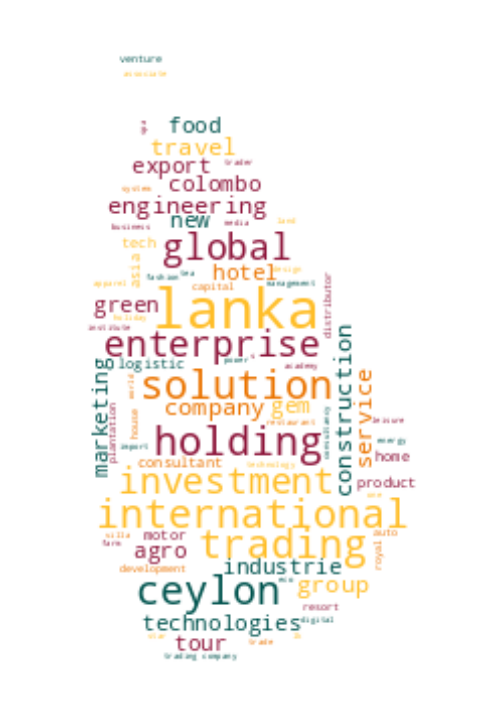 venture
associate
food
travel
export trader
system colombo
engineering
business new media land
tech global
asia hotel design
apparel fashion tea capital management
lanka distributor
green
holiday
institute
enterprise
marketing logistic power academy construction
world solution service
house company gem
plantation restaurant consultancy leisure
import holding energy
consultant technology home
investment product
international one
villa motor trading auto
farm agro royal
development industrie
ceylon eco group
resort
technologies digital
star tour trade
trading company